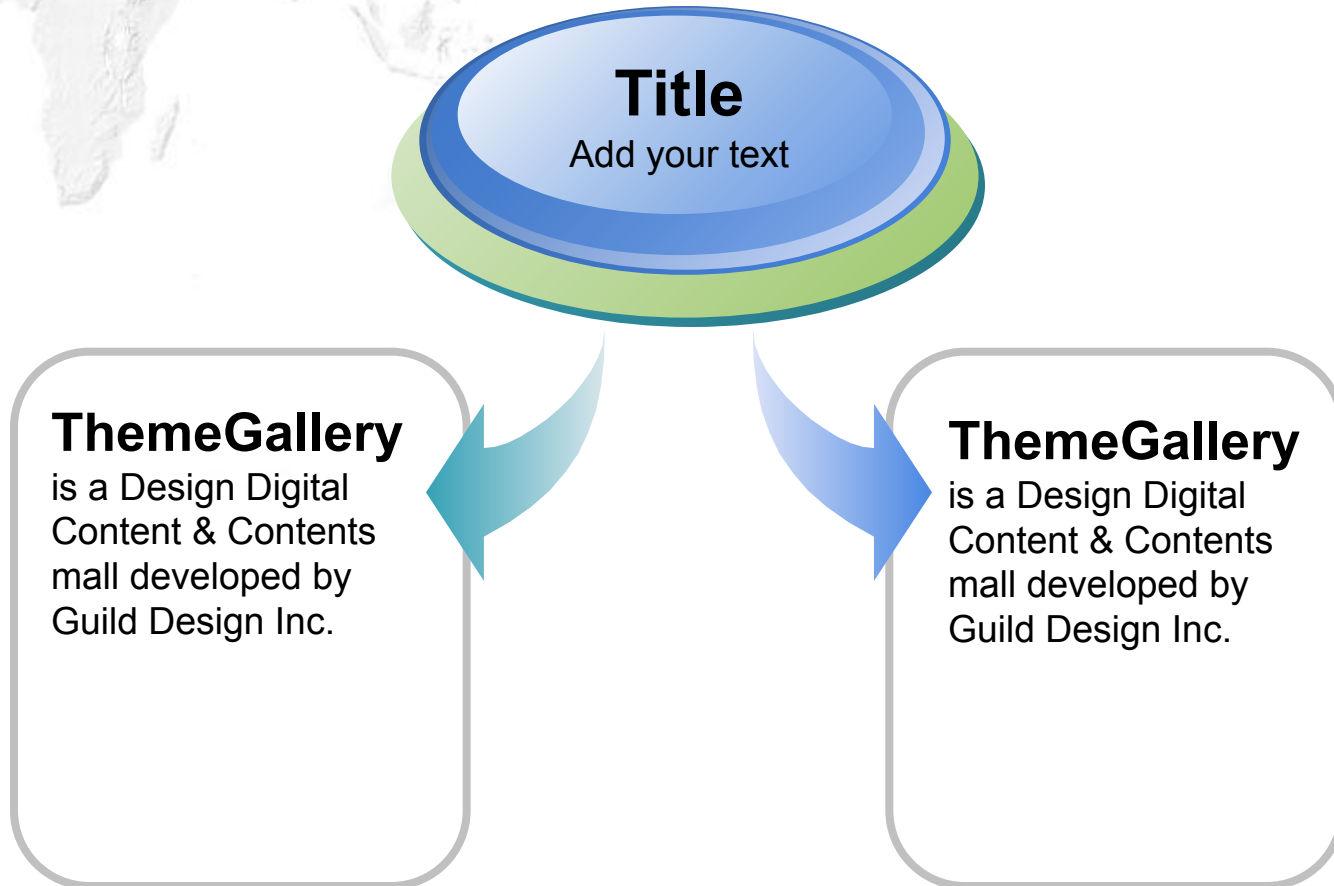 Title
Add your text
ThemeGallery
is a Design Digital
Content & Contents
mall developed by
Guild Design Inc.
ThemeGallery
is a Design Digital
Content & Contents
mall developed by
Guild Design Inc.